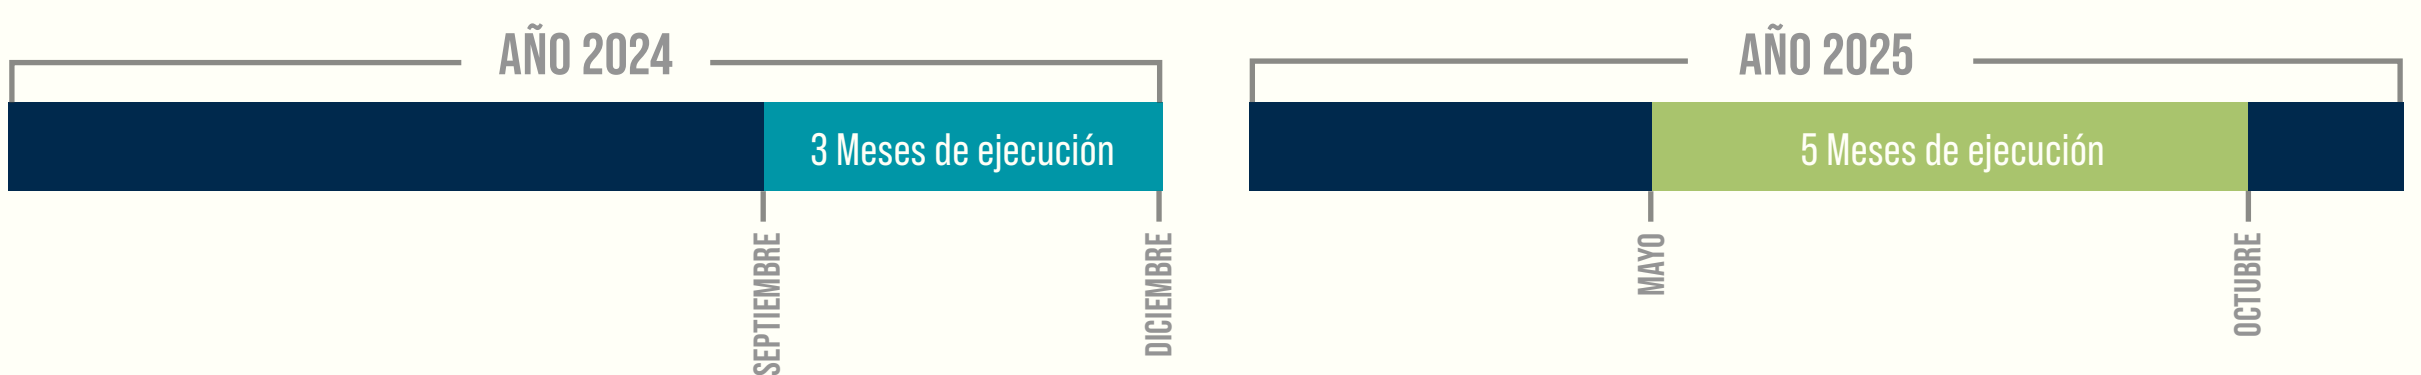 AÑO 2024
3 Meses de ejecución
SEPTIEMBRE
DICIEMBRE
AÑO 2025
5 Meses de ejecución
MAYO
OCTUBRE